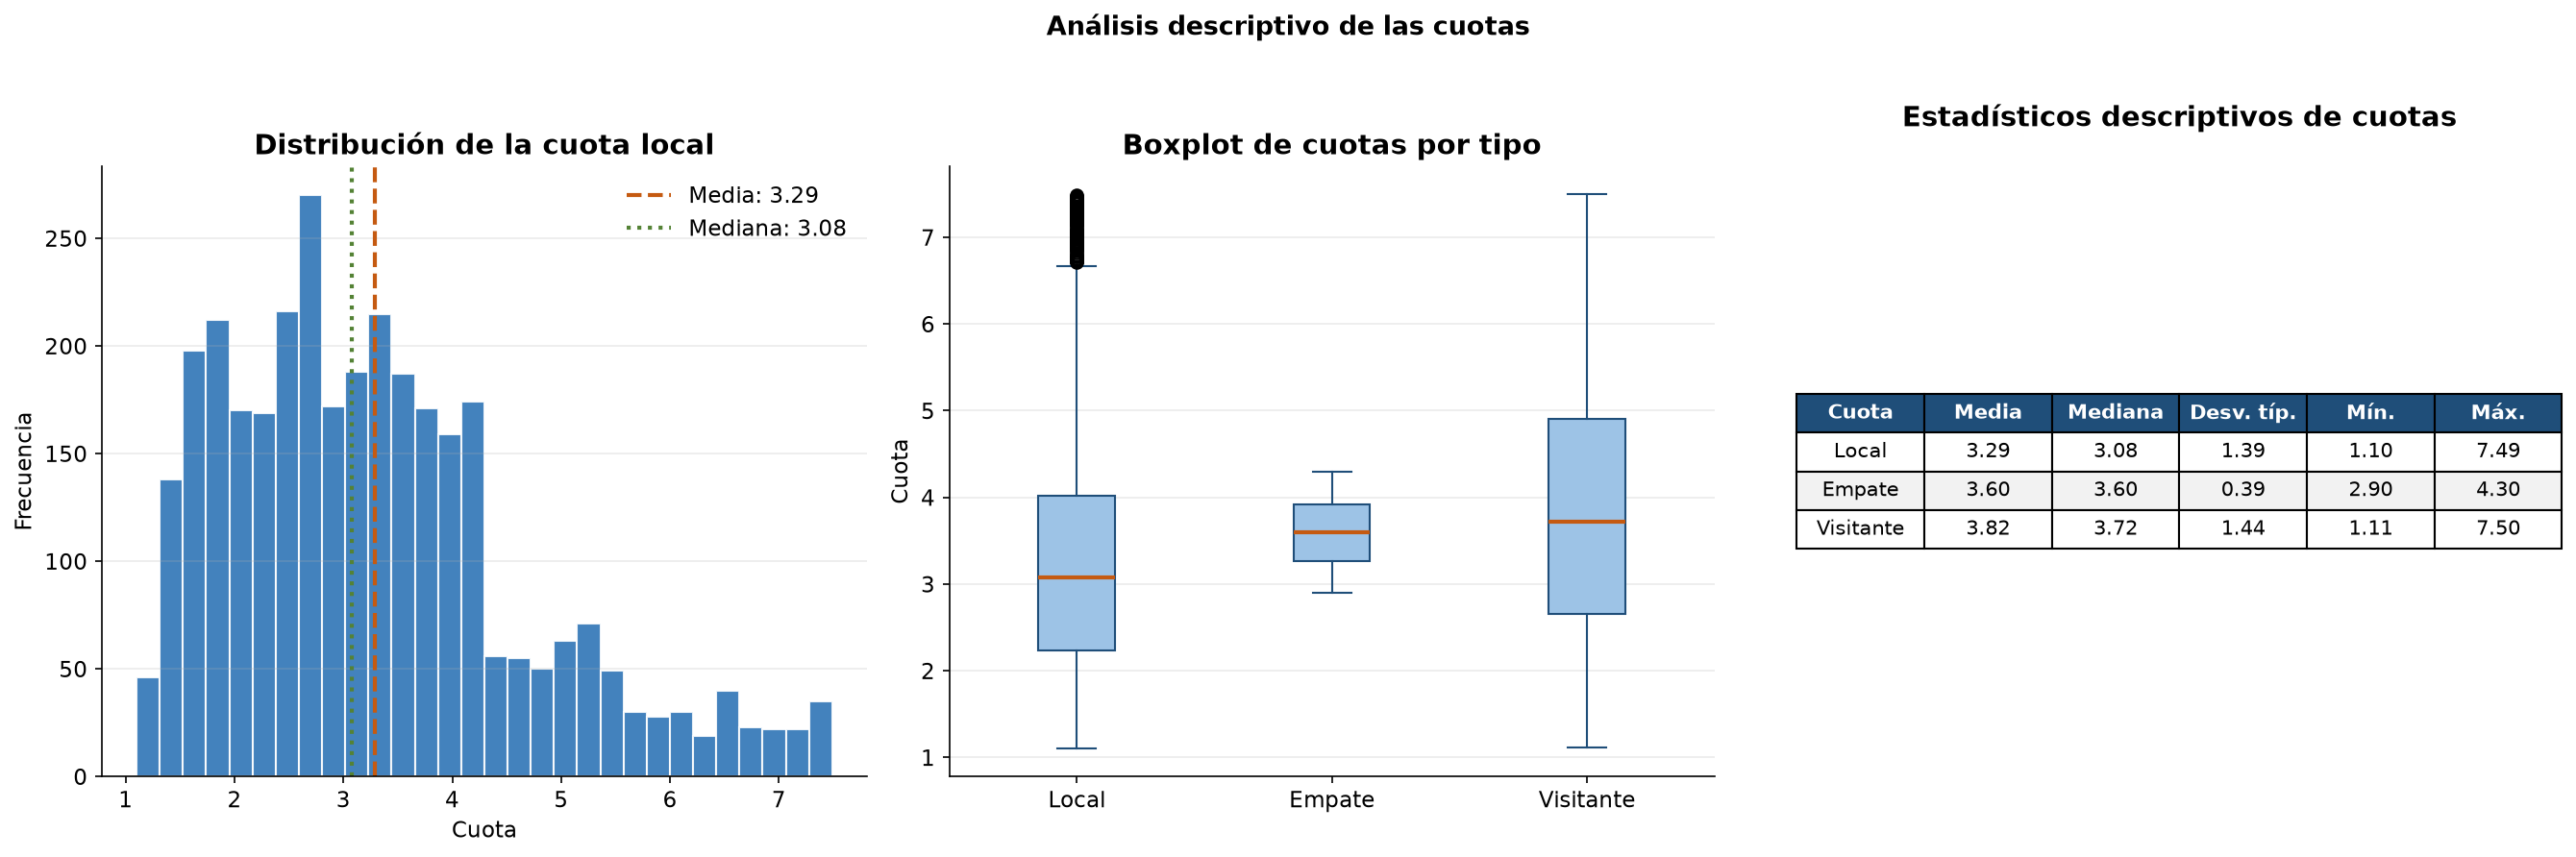 Análisis descriptivo de las cuotas
Distribución de la cuota local
Media: 3.29
Mediana: 3.08
Frecuencia
250
200
150
100
50
0
1 2 3 4 5 6 7
Cuota
Boxplot de cuotas por tipo
Cuota
7
6
5
4
3
2
1
Local Empate Visitante
Estadísticos descriptivos de cuotas
Cuota Media Mediana Desv. típ. Mín. Máx.
Local 3.29 3.08 1.39 1.10 7.49
Empate 3.60 3.60 0.39 2.90 4.30
Visitante 3.82 3.72 1.44 1.11 7.50